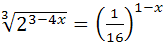 ∛(2^(3−4x)) = (1/16)^(1−x)